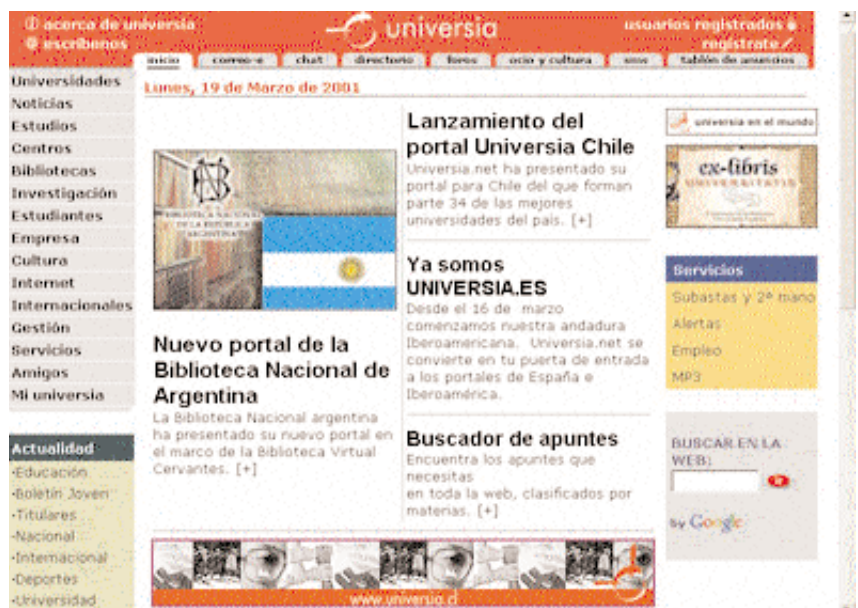 acerca de universia
escríbenos
universia
usuarios registrados
regístrate
inicio
correo-e
chat
directorio
foros
ocio y cultura
sms
tablón de anuncios
Universidades
Noticias
Estudios
Centros
Bibliotecas
Investigación
Estudiantes
Empresa
Cultura
Internet
Internacionales
Gestión
Servicios
Amigos
Mi universia
Actualidad
·Educación
·Boletín Joven
·Titulares
·Nacional
·Internacional
·Deportes
·Universidad
Lunes, 19 de Marzo de 2001
BIBLIOTECA NACIONAL
DE LA REPUBLICA
ARGENTINA
Nuevo portal de la
Biblioteca Nacional de
Argentina
La Biblioteca Nacional argentina
ha presentado su nuevo portal en
el marco de la Biblioteca Virtual
Cervantes. [+]
Lanzamiento del
portal Universia Chile
Universia.net ha presentado su
portal para Chile del que forman
parte 34 de las mejores
universidades del país. [+]
Ya somos
UNIVERSIA.ES
Desde el 16 de marzo
comenzamos nuestra andadura
Iberoamericana. Universia.net se
convierte en tu puerta de entrada
a los portales de España e
Iberoamérica.
Buscador de apuntes
Encuentra los apuntes que
necesitas
en toda la web, clasificados por
materias. [+]
universia en el mundo
ex-libris
UNIVERSITATIS
Servicios
Subastas y 2ª mano
Alertas
Empleo
MP3
BUSCAR EN LA
WEB:
by Google